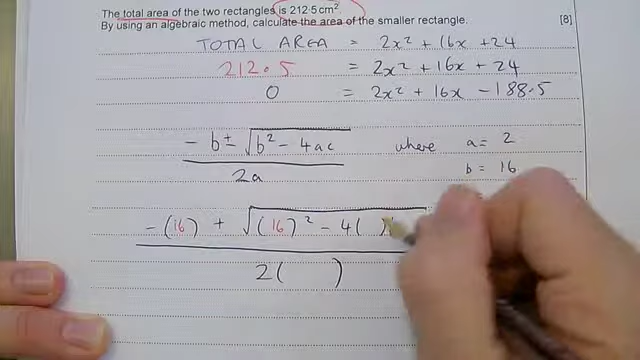 The total area of the two rectangles is 212·5 cm².
By using an algebraic method, calculate the area of the smaller rectangle. [8]
TOTAL AREA = 2x² + 16x + 24
212.5 = 2x² + 16x + 24
0 = 2x² + 16x - 188.5
- b ± √b² - 4ac where a = 2
2a b = 16
-(16) + √(16)² - 4( )(
2( )